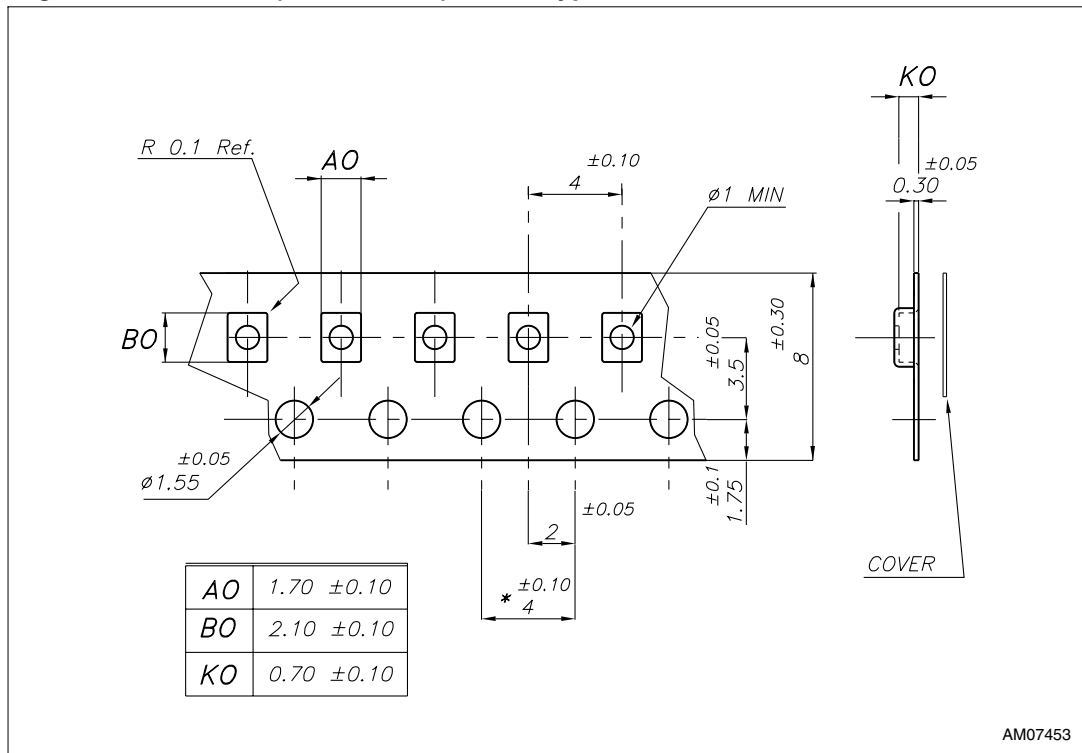 KO
R 0.1 Ref.
AO
±0.10
4
ø1 MIN
±0.05
0.30
BO
±0.05
3.5
±0.30
8
±0.05
ø1.55
±0.1
1.75
±0.05
2
* ±0.10
4
COVER
AO 1.70 ±0.10
BO 2.10 ±0.10
KO 0.70 ±0.10
AM07453